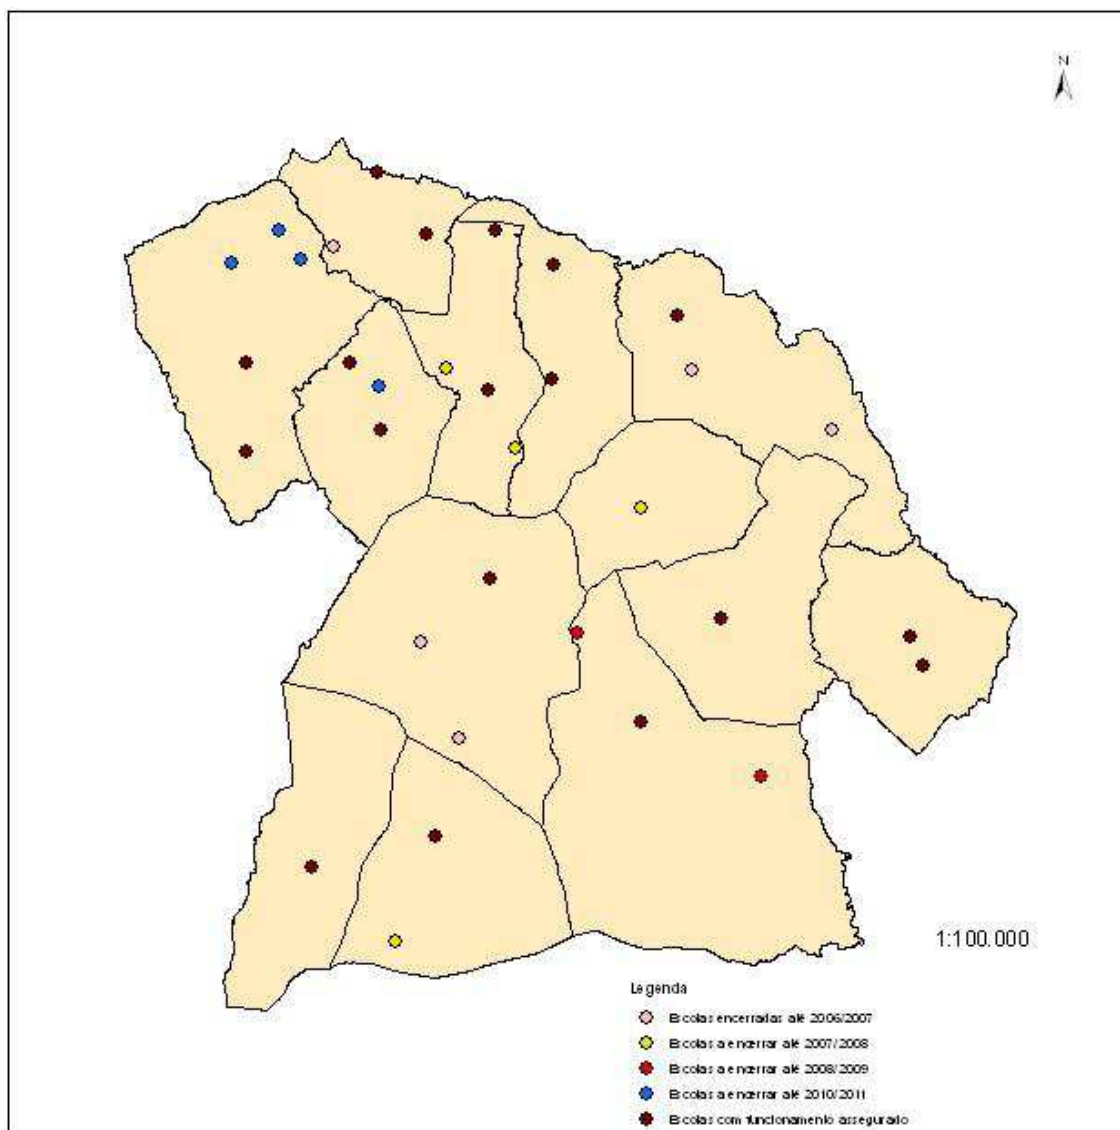 N
1:100.000
Legenda
Escolas encerradas até 2006/2007
Escolas a encerrar até 2007/2008
Escolas a encerrar até 2008/2009
Escolas a encerrar até 2010/2011
Escolas com funcionamento assegurado